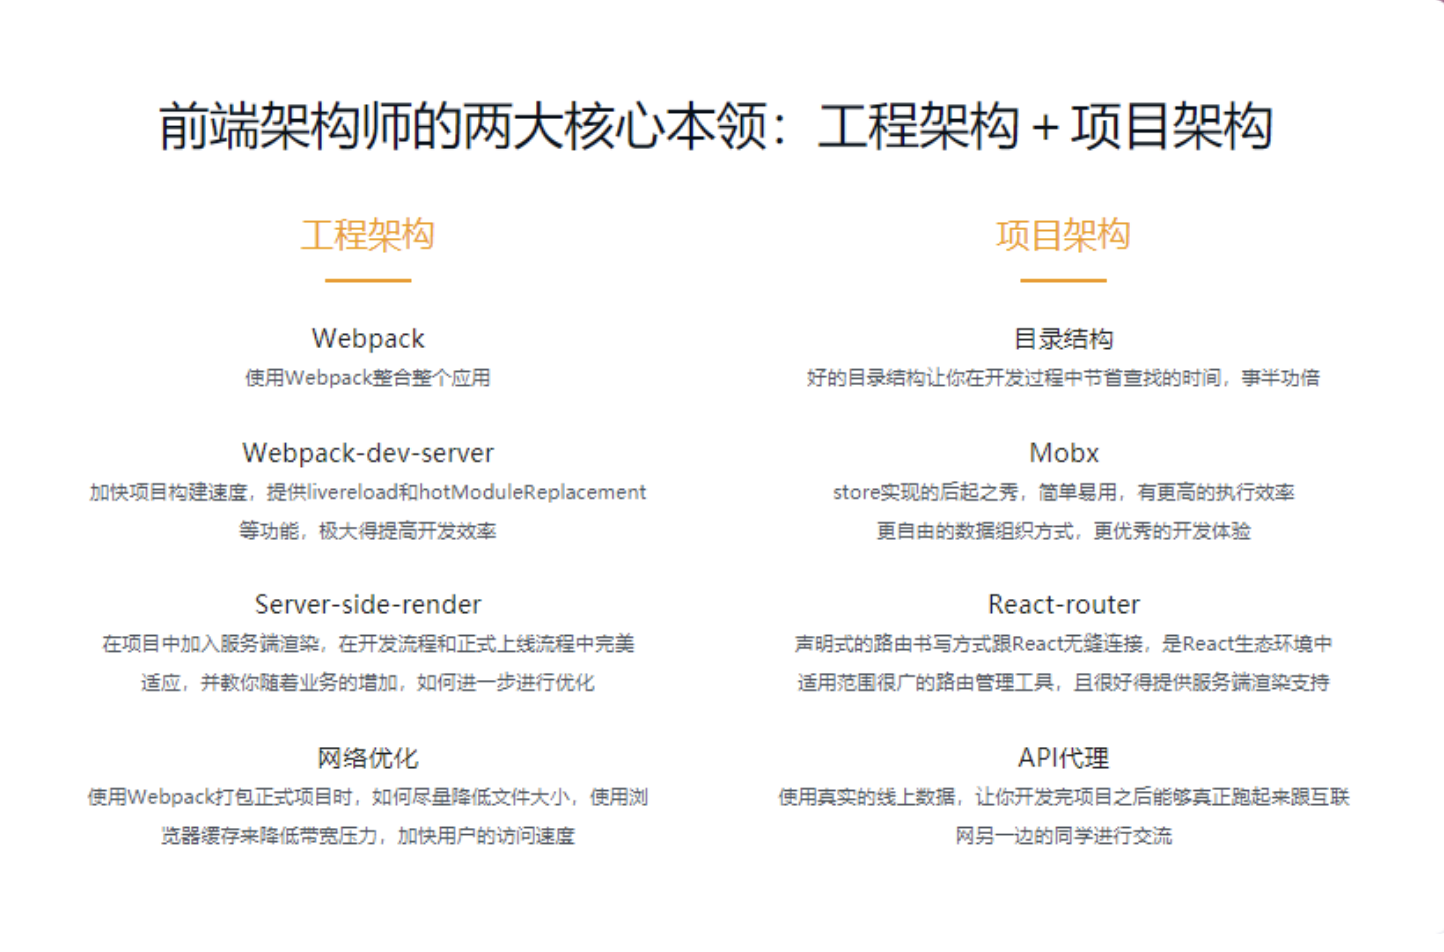 前端架构师的两大核心本领：工程架构 + 项目架构
工程架构
Webpack
使用Webpack整合整个应用
Webpack-dev-server
加快项目构建速度，提供livereload和hotModuleReplacement
等功能，极大得提高开发效率
Server-side-render
在项目中加入服务端渲染，在开发流程和正式上线流程中完美
适应，并教你随着业务的增加，如何进一步进行优化
网络优化
使用Webpack打包正式项目时，如何尽量降低文件大小，使用浏
览器缓存来降低带宽压力，加快用户的访问速度
项目架构
目录结构
好的目录结构让你在开发过程中节省查找的时间，事半功倍
Mobx
store实现的后起之秀，简单易用，有更高的执行效率
更自由的数据组织方式，更优秀的开发体验
React-router
声明式的路由书写方式跟React无缝连接，是React生态环境中
适用范围很广的路由管理工具，且很好得提供服务端渲染支持
API代理
使用真实的线上数据，让你开发完项目之后能够真正跑起来跟互联
网另一边的同学进行交流